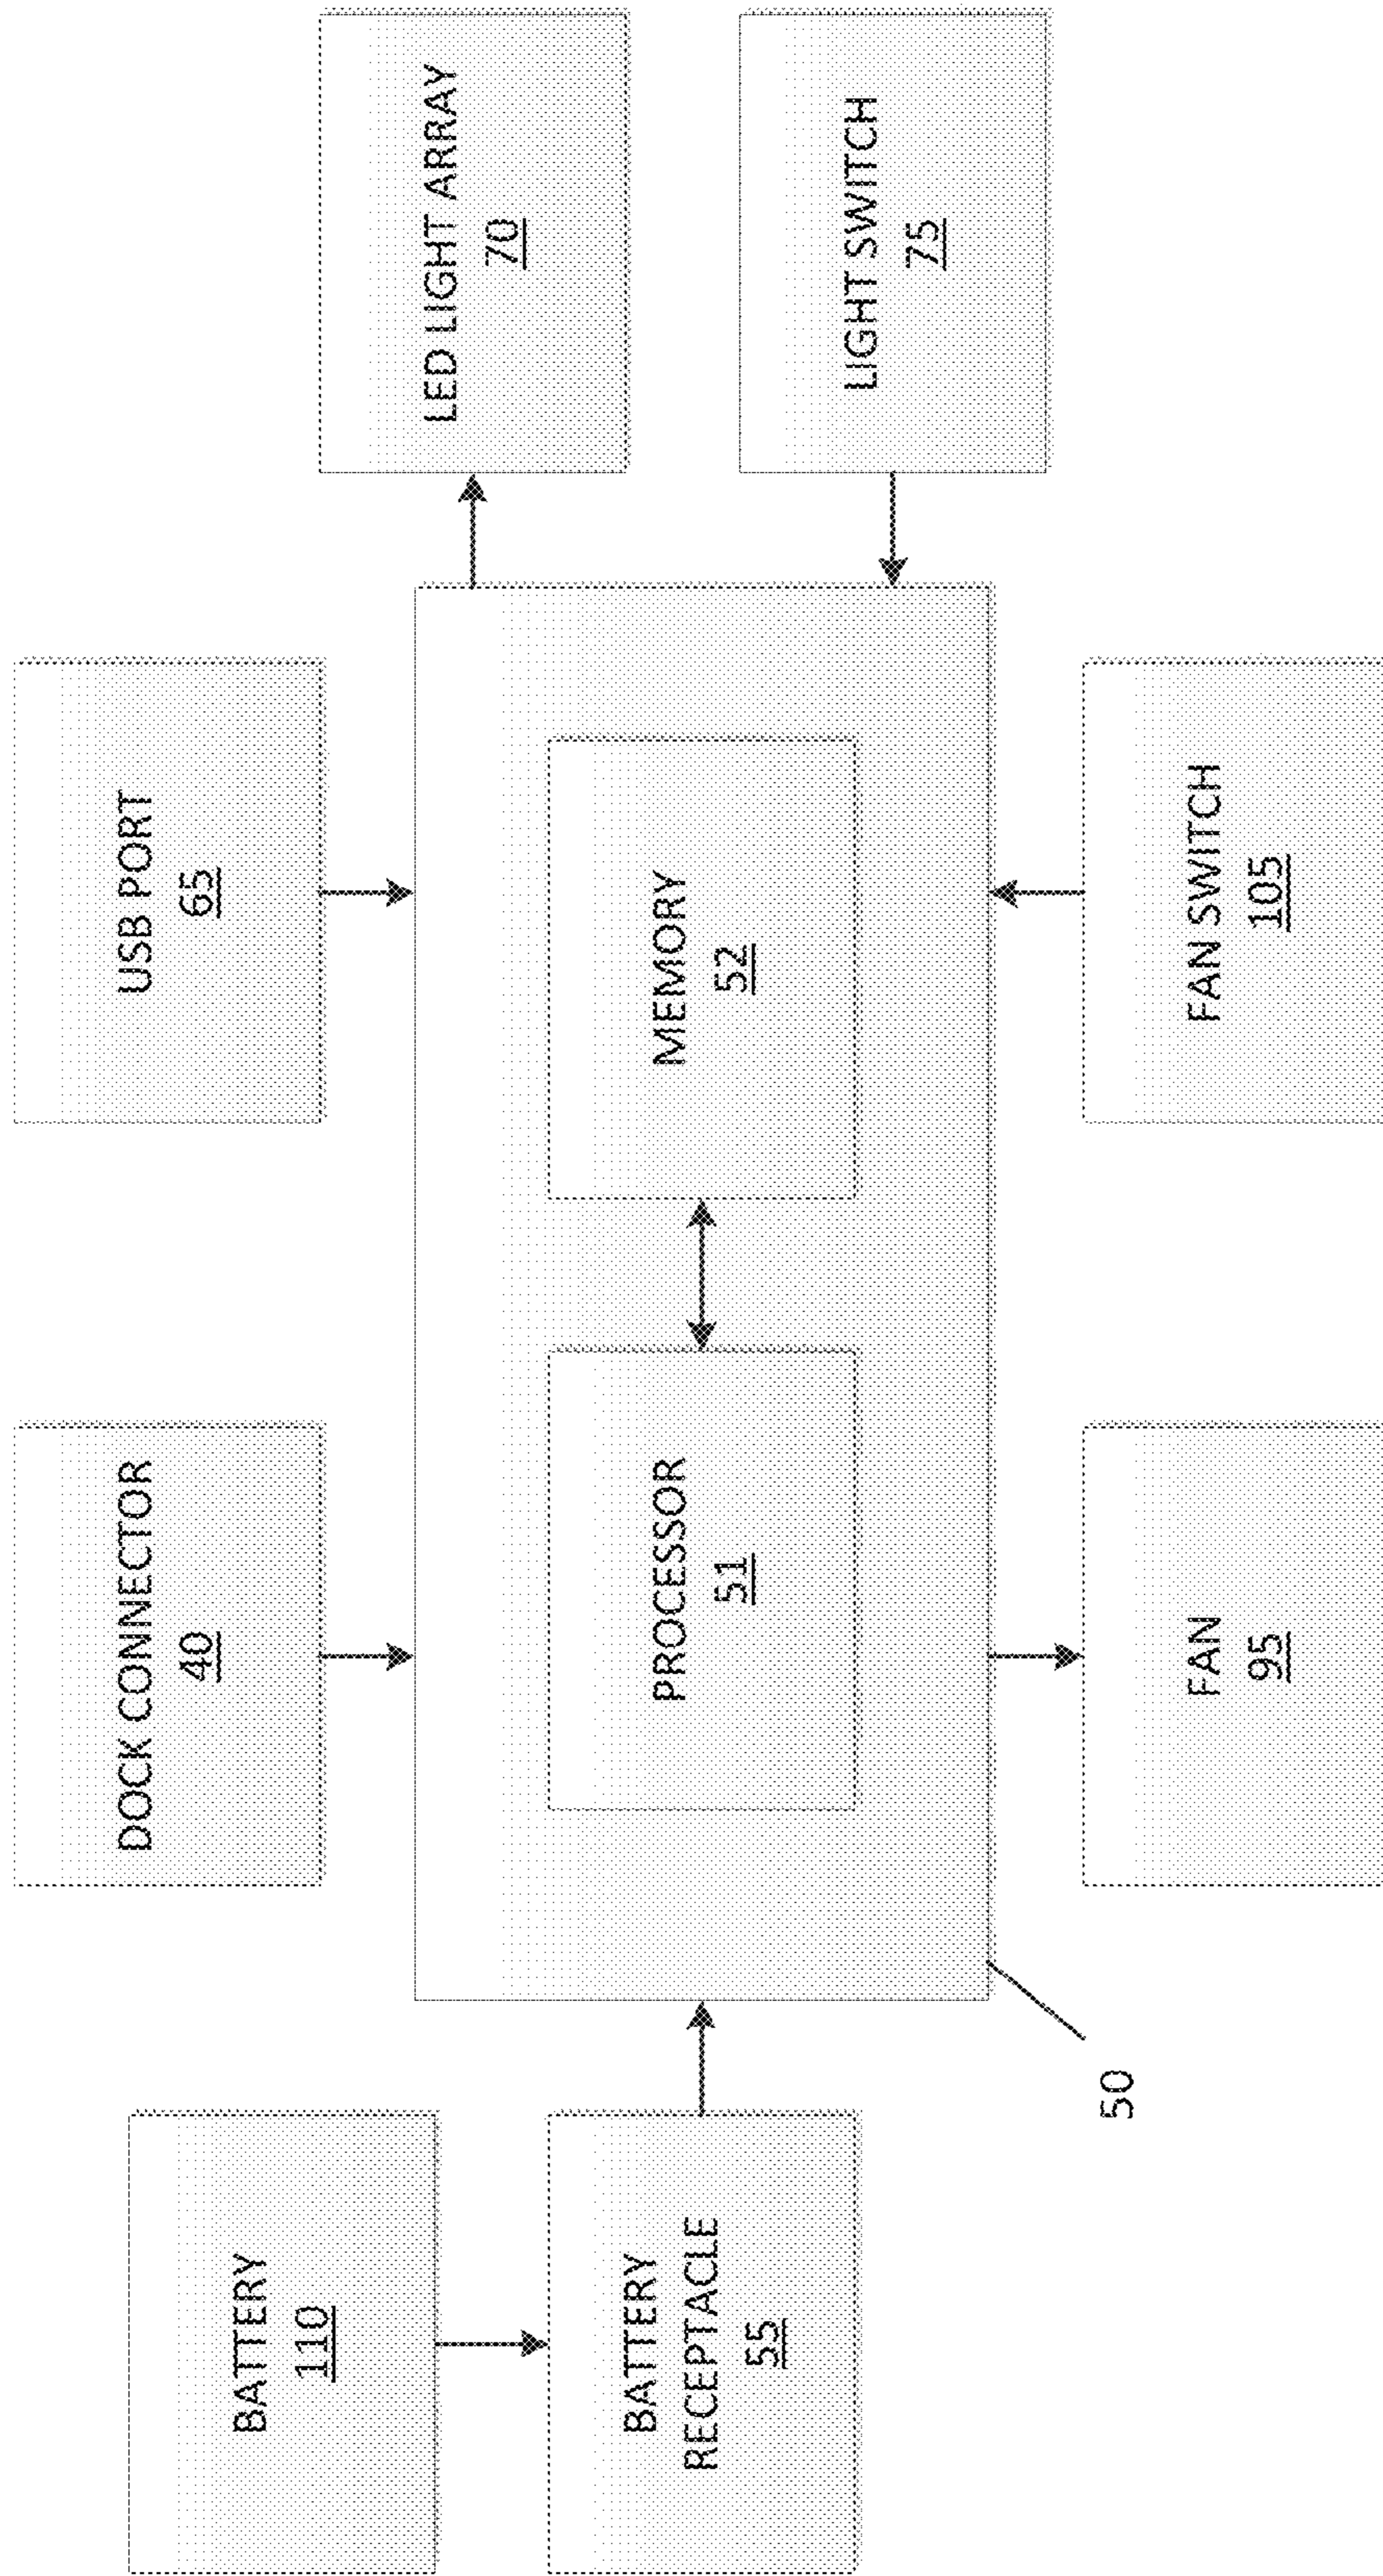 BATTERY
110
BATTERY
RECEPTACLE
55
DOCK CONNECTOR
40
USB PORT
65
PROCESSOR
51
MEMORY
52
50
FAN
95
FAN SWITCH
105
LED LIGHT ARRAY
70
LIGHT SWITCH
75